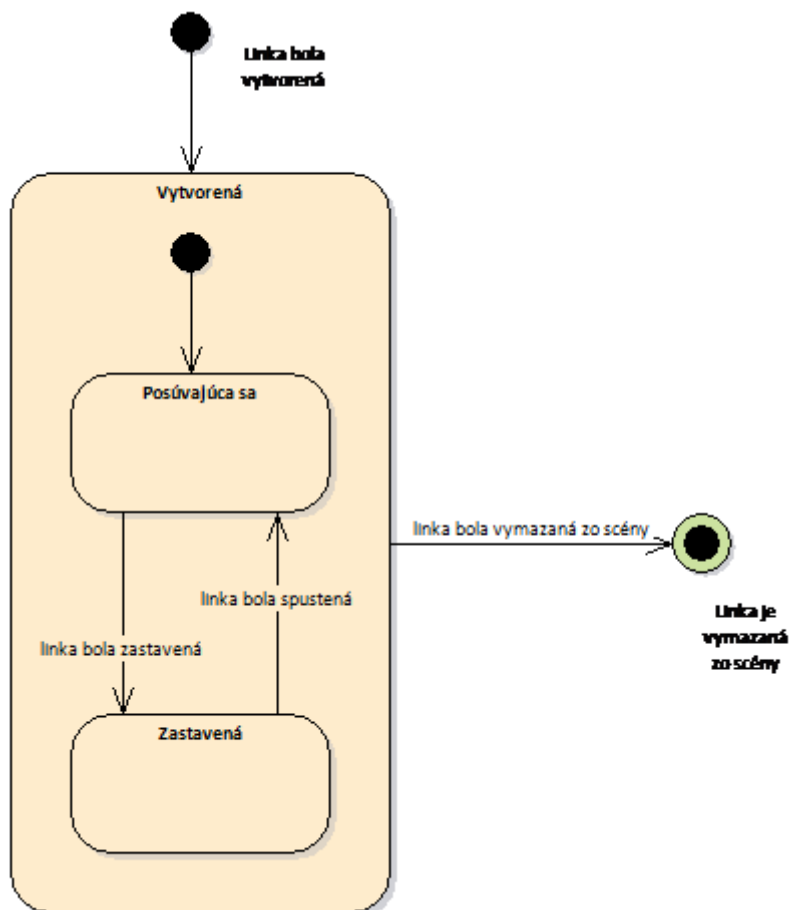 Linka bola
vytvorená
Vytvorená
Posúvajúca sa
linka bola vymazaná zo scény
linka bola spustená
linka bola zastavená
Linka je
vymazaná
zo scény
Zastavená